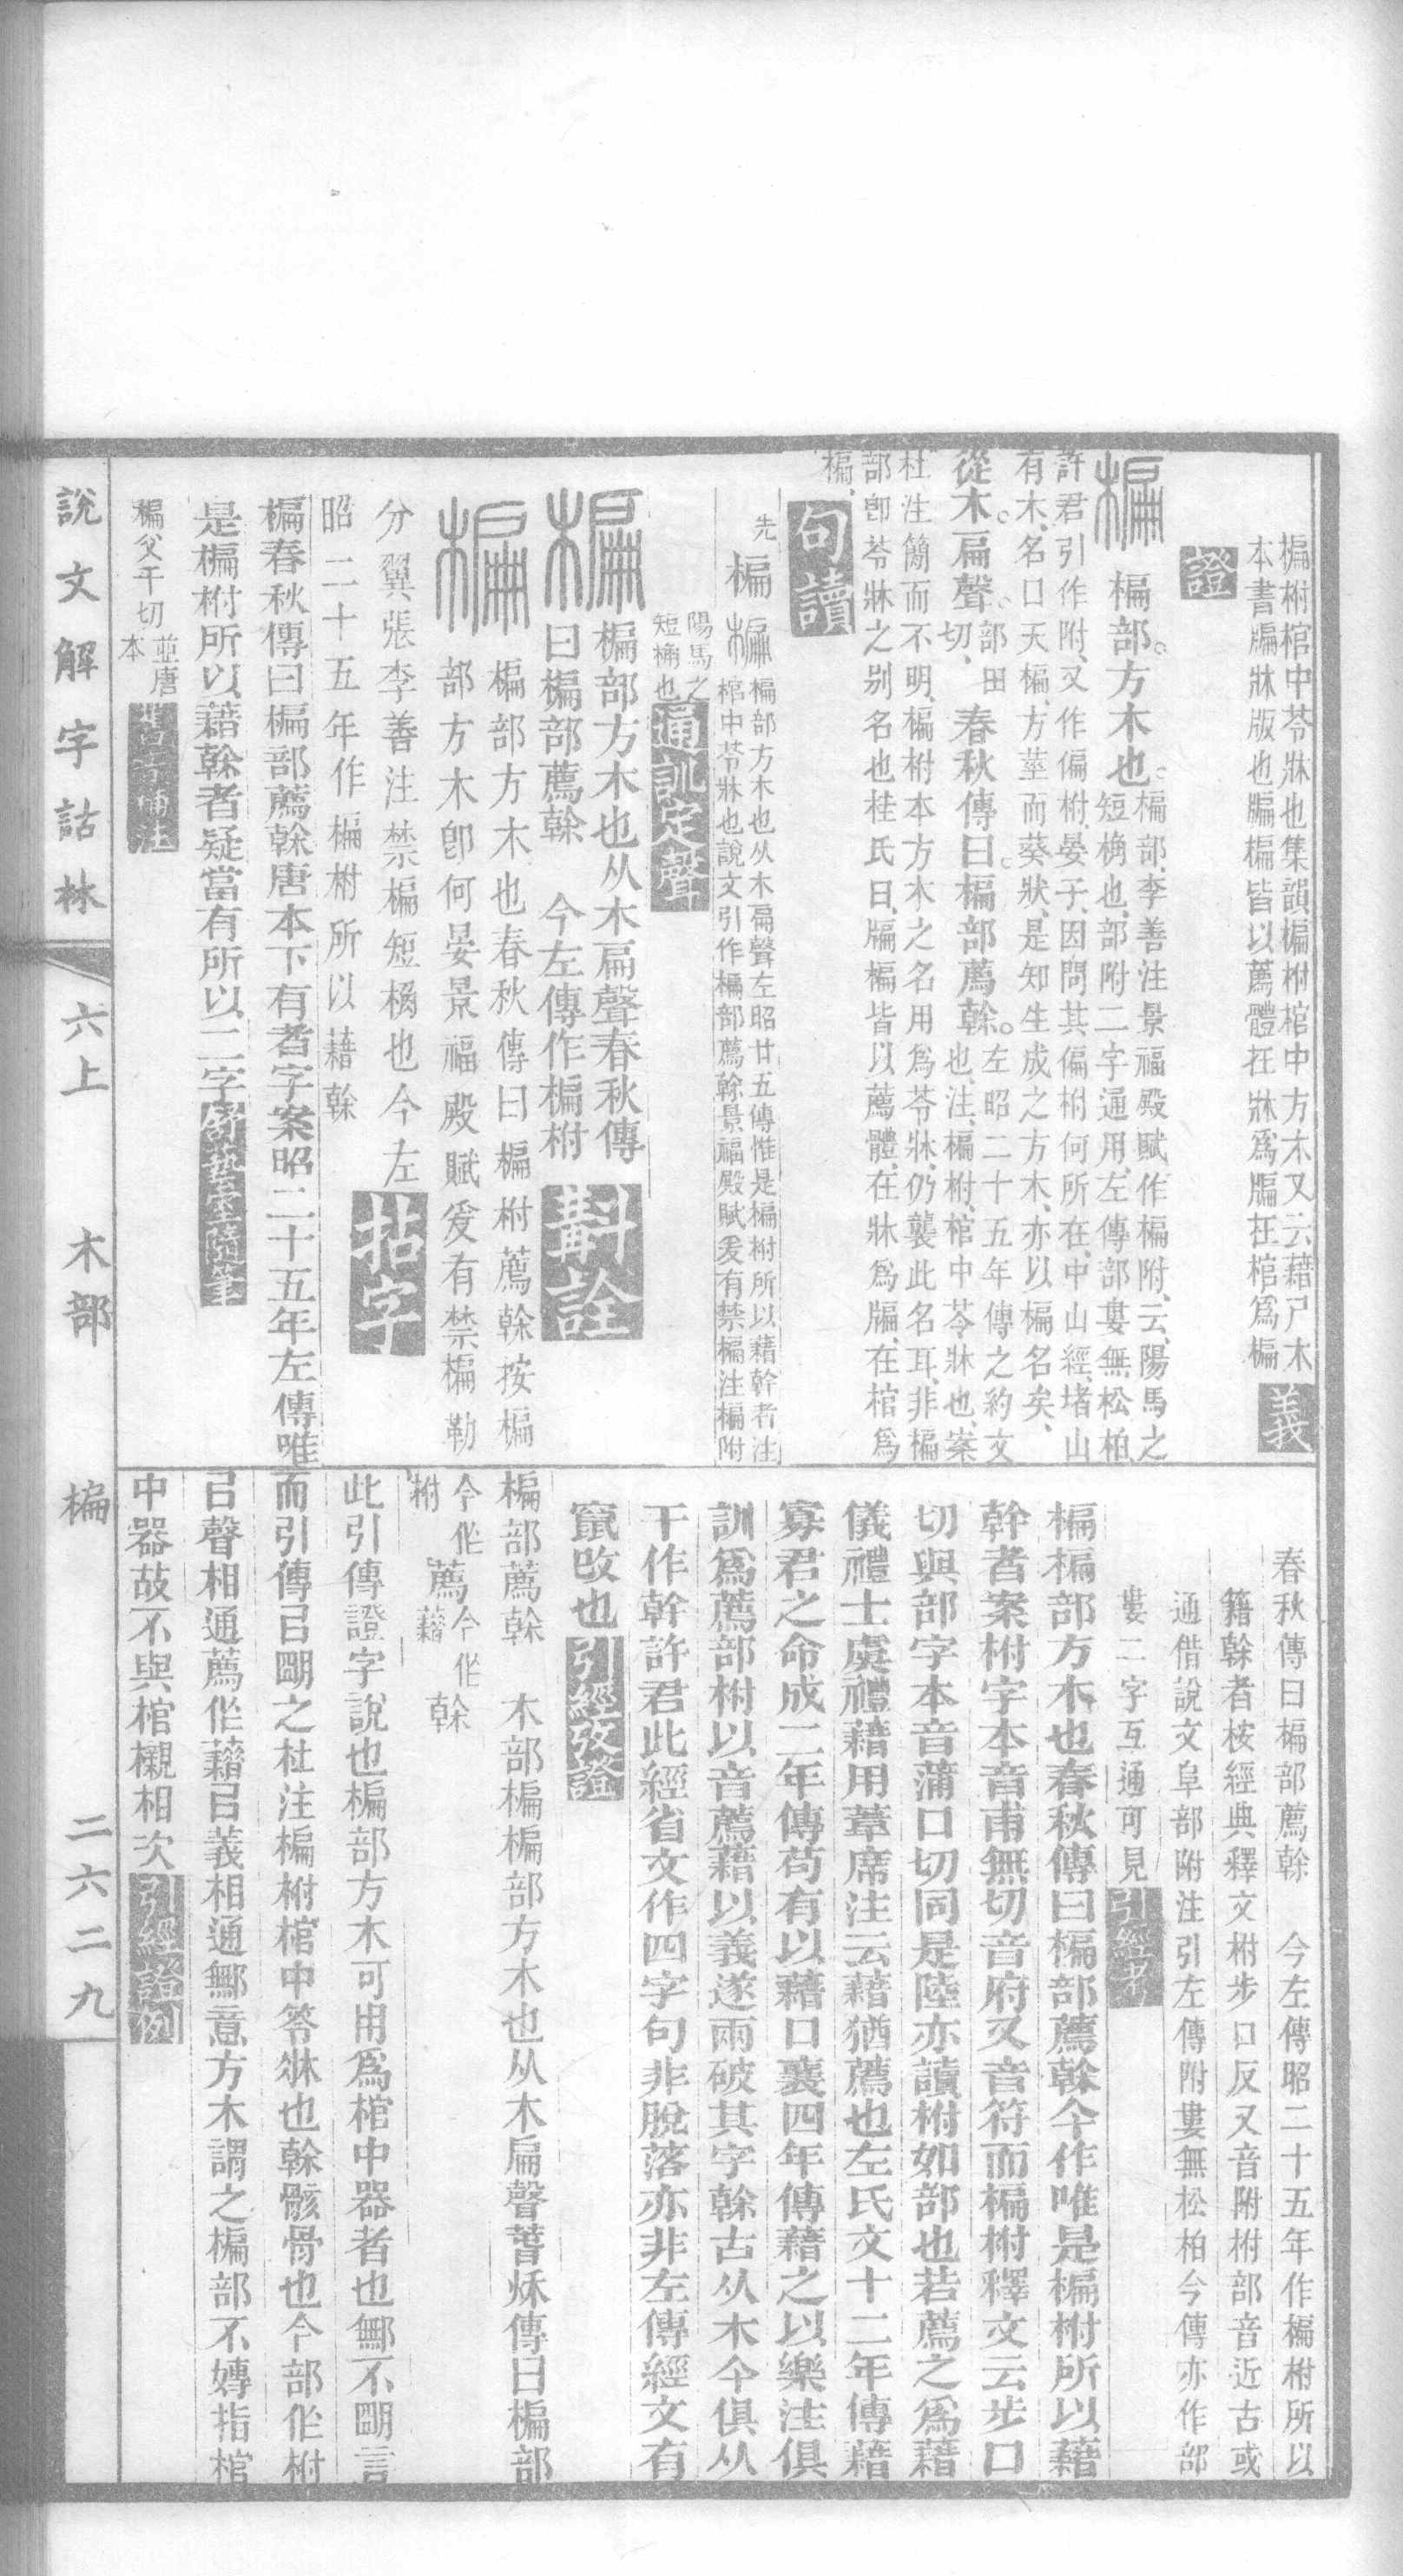 楄柎棺中笭牀也集韻楄柎棺中方木又云藉尸木
本書牑牀版也牑楄皆以薦體在牀爲牑在棺爲楄
義
證
楄部。方木也。
楄部、李善注景福殿賦作楄附、云、陽馬之
短桷也、部附二字通用、左傳部婁無松柏、
許君引作附、又作偏柎、晏子、因問其偏柎何所在、中山經、堵山
有木、名曰天楄、方莖而葵狀、是知生成之方木、亦以楄名矣、
從木。扁聲。部田切、春秋傳曰。楄部薦榦。
左昭二十五年傳之約文
也、注、楄柎、棺中笭牀也、案
杜注簡而不明、楄柎本方木之名、用爲笭牀、仍襲此名耳、非楄
部卽笭牀之别名也、桂氏曰、牑楄皆以薦體、在牀爲牑、在棺爲
楄、
句讀
先
楄
楄部方木也从木扁聲左昭廿五傳惟是楄柎所以藉幹者注
棺中笭牀也說文引作楄部薦榦景福殿賦爰有禁楄注楄附
陽馬之
短桷也
通訓定聲
楄部方木也从木扁聲春秋傳
曰楄部薦榦 今左傳作楄柎
斠詮
楄部方木也春秋傳曰楄柎薦榦按楄
部方木卽何晏景福殿賦爰有禁楄勒
分翼張李善注禁楄短桷也今左
昭二十五年作楄柎所以藉榦
拈字
楄春秋傳曰楄部薦榦唐本下有者字案昭二十五年左傳唯
是楄柎所以藉榦者疑當有所以二字
舒蓺室隨筆
楄父干切
並唐
本
春秋傳曰楄部薦榦 今左傳昭二十五年作楄柎所以
籍榦者桉經典釋文柎步口反又音附柎部音近古或
通借說文阜部附注引左傳附婁無松柏今傳亦作部
婁二字互通可見
引經考
楄楄部方木也春秋傳曰楄部薦榦今作唯是楄柎所以藉
幹者案柎字本音甫無切音府又音符而楄柎釋文云步口
切與部字本音蒲口切同是陸亦讀柎如部也若薦之爲藉
儀禮士虞禮藉用葦席注云藉猶薦也左氏文十二年傳藉
寡君之命成二年傳苟有以藉口襄四年傳藉之以樂注俱
訓爲薦部柎以音薦藉以義遂兩破其字榦古从木今俱从
干作幹許君此經省文作四字句非脫落亦非左傳經文有
竄改也
引經攷證
楄部薦榦 木部楄楄部方木也从木扁聲萅秌傳曰楄部
今作
柎
薦
今作
藉
榦
此引傳證字說也楄部方木可用爲棺中器者也鄦不朙言
而引傳㠯朙之杜注楄柎棺中笭牀也榦骸骨也今部作柎
㠯聲相通薦作藉㠯義相通鄦意方木謂之楄部不嫥指棺
中器故不與棺櫬相次
引經證例
說文解字詁林
六上
木部
楄
二六二九